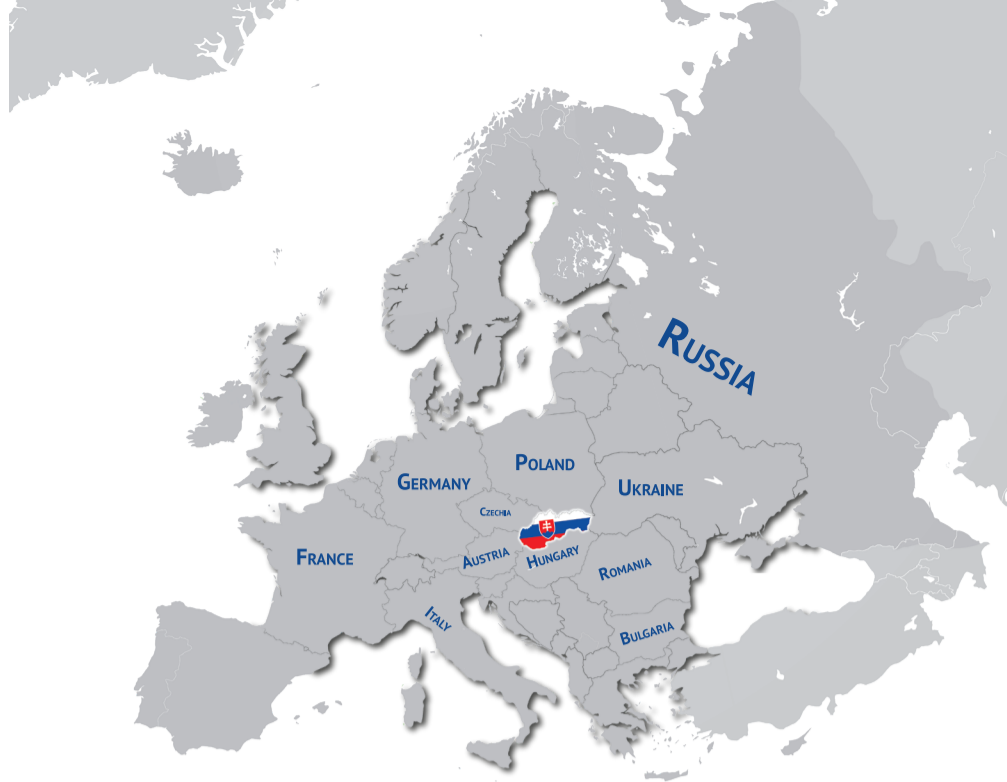 RUSSIA
POLAND
GERMANY
UKRAINE
CZECHIA
FRANCE
AUSTRIA
HUNGARY
ROMANIA
ITALY
BULGARIA